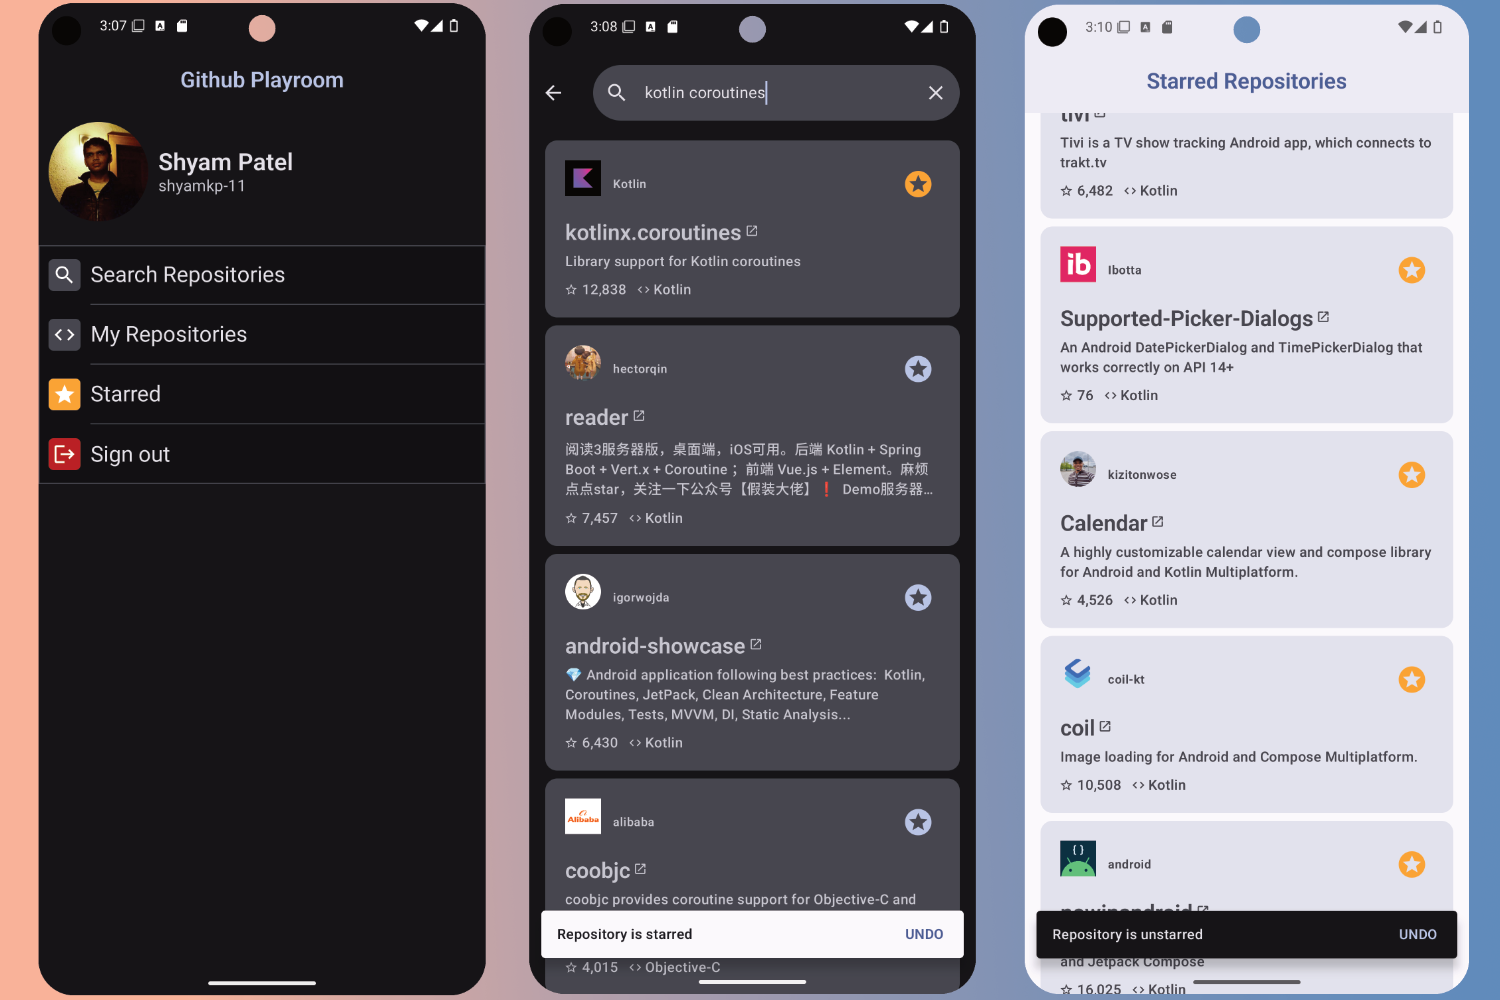 3:07
Github Playroom
Shyam Patel
shyamkp-11
Search Repositories
My Repositories
Starred
Sign out
3:08
kotlin coroutines
Kotlin
kotlinx.coroutines
Library support for Kotlin coroutines
12,838 <> Kotlin
hectorqin
reader
阅读3服务器版，桌面端，iOS可用。后端 Kotlin + Spring
Boot + Vert.x + Coroutine ；前端 Vue.js + Element。麻烦
点点star，关注一下公众号【假装大佬】❗ Demo服务器...
7,457 <> Kotlin
igorwojda
android-showcase
💎 Android application following best practices: Kotlin,
Coroutines, JetPack, Clean Architecture, Feature
Modules, Tests, MVVM, DI, Static Analysis...
6,430 <> Kotlin
Alibaba
alibaba
coobjc
coobjc provides coroutine support for Objective-C and
Repository is starred UNDO
4,015 <> Objective-C
3:10
Starred Repositories
tivi
Tivi is a TV show tracking Android app, which connects to
trakt.tv
6,482 <> Kotlin
ib
Ibotta
Supported-Picker-Dialogs
An Android DatePickerDialog and TimePickerDialog that
works correctly on API 14+
76 <> Kotlin
kizitonwose
Calendar
A highly customizable calendar view and compose library
for Android and Kotlin Multiplatform.
4,526 <> Kotlin
coil-kt
coil
Image loading for Android and Compose Multiplatform.
10,508 <> Kotlin
android
nowinandroid
Repository is unstarred UNDO
and Jetpack Compose
16,025 <> Kotlin